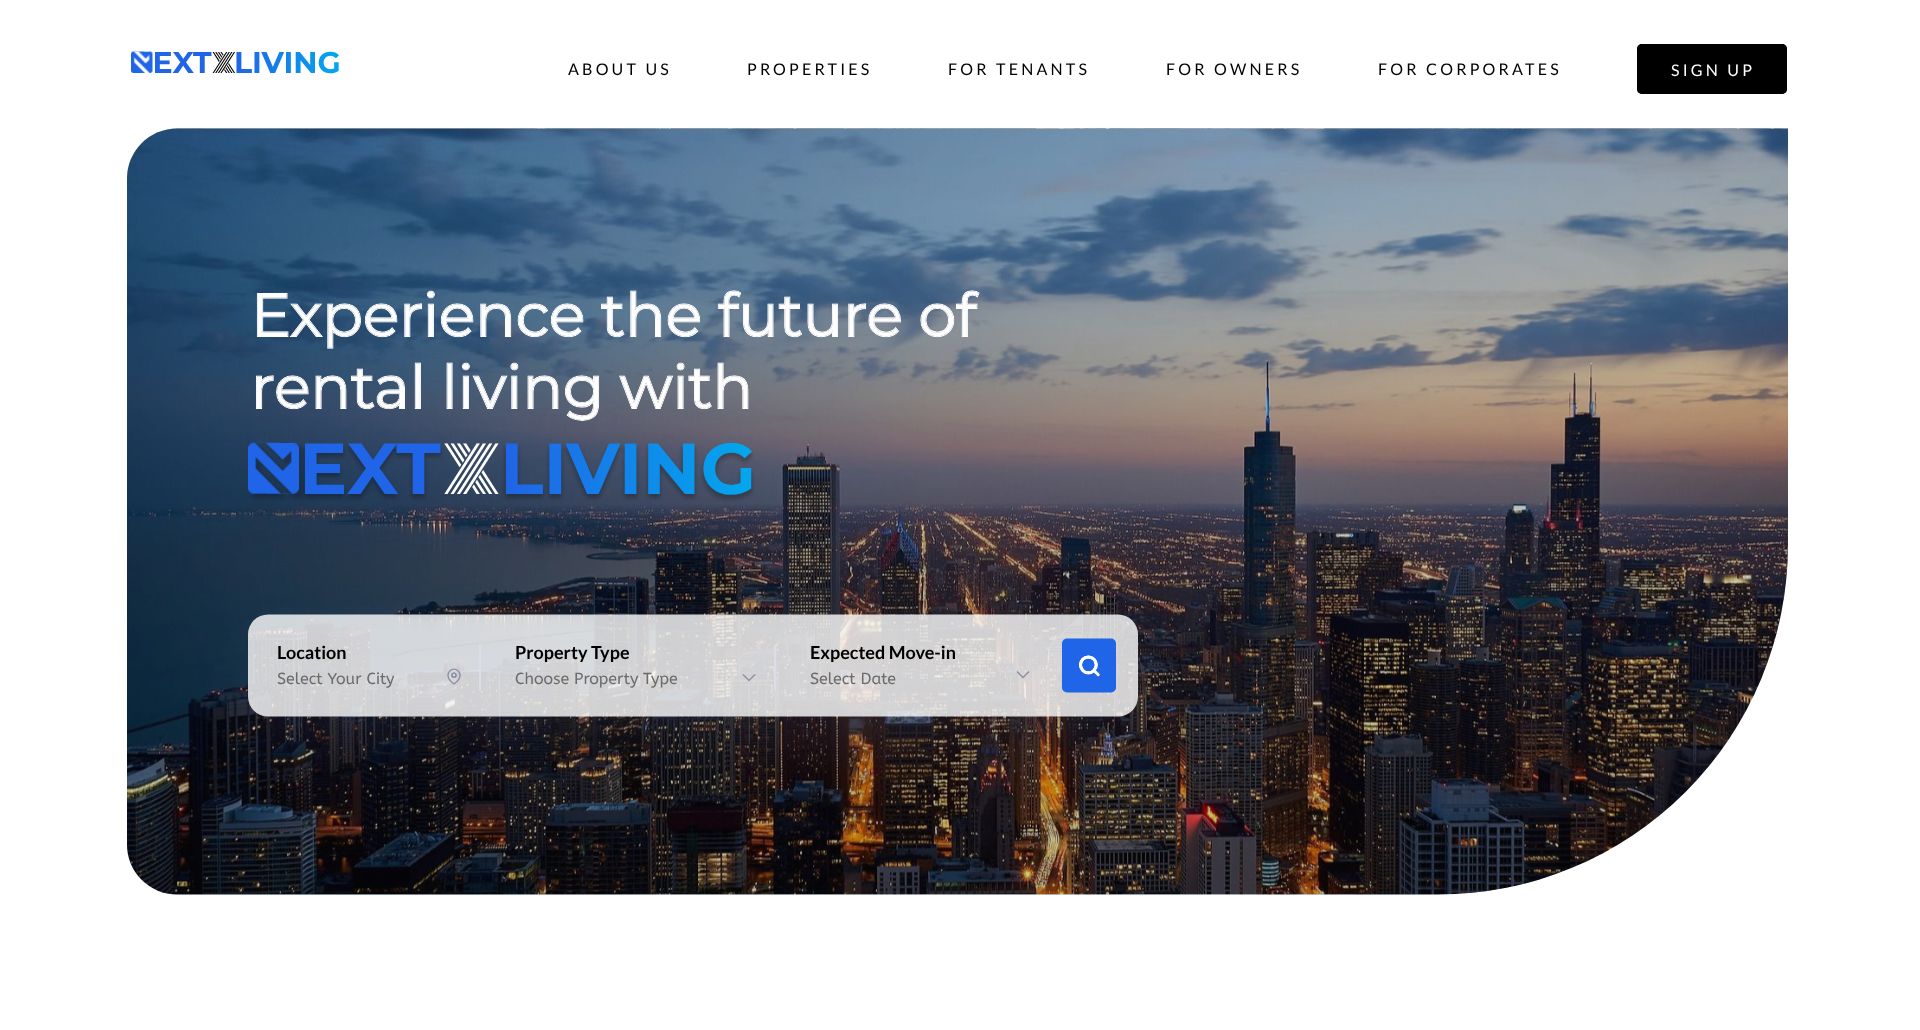 NEXTXLIVING
ABOUT US
PROPERTIES
FOR TENANTS
FOR OWNERS
FOR CORPORATES
SIGN UP
Experience the future of
rental living with
NEXTXLIVING
Location
Select Your City
Property Type
Choose Property Type
Expected Move-in
Select Date